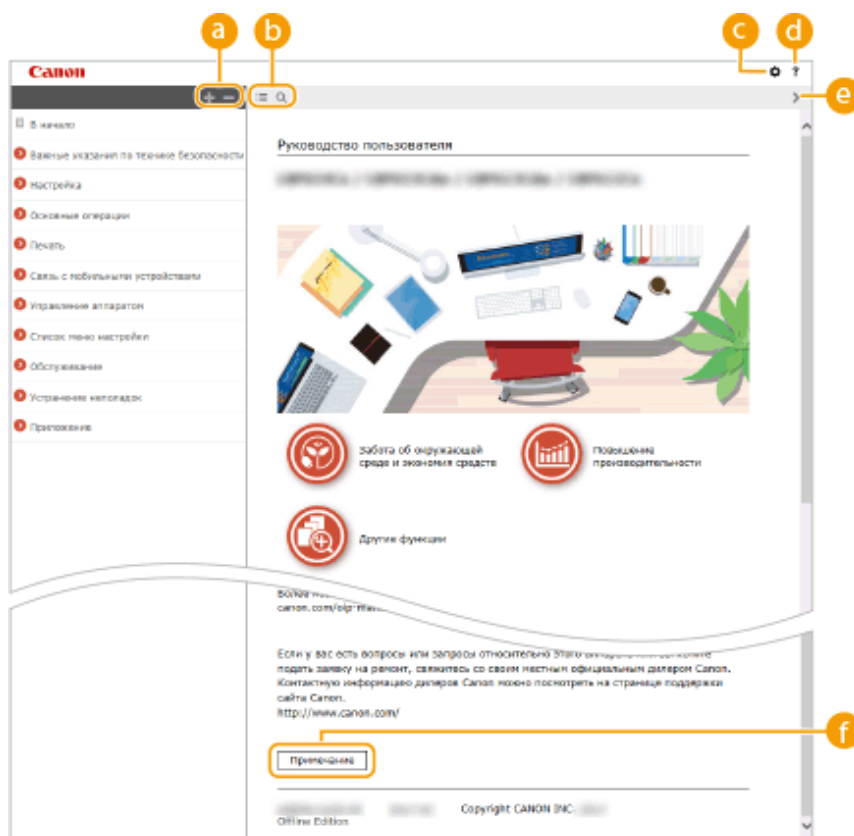 a b c d
Canon
?
+ −
e
В начало
Важные указания по технике безопасности
Настройка
Основные операции
Печать
Связь с мобильными устройствами
Управление аппаратом
Список меню настройки
Обслуживание
Устранение неполадок
Приложение
Руководство пользователя
Забота об окружающей
среде и экономия средств
Повышение
производительности
Другие функции
Более
canon.com/oip-man
Если у вас есть вопросы или запросы относительно этого
подать заявку на ремонт, свяжитесь со своим местным официальным дилером Canon.
Контактную информацию дилеров Canon можно посмотреть на странице поддержки
сайта Canon.
http://www.canon.com/
f
Примечание
Copyright CANON INC.
Offline Edition